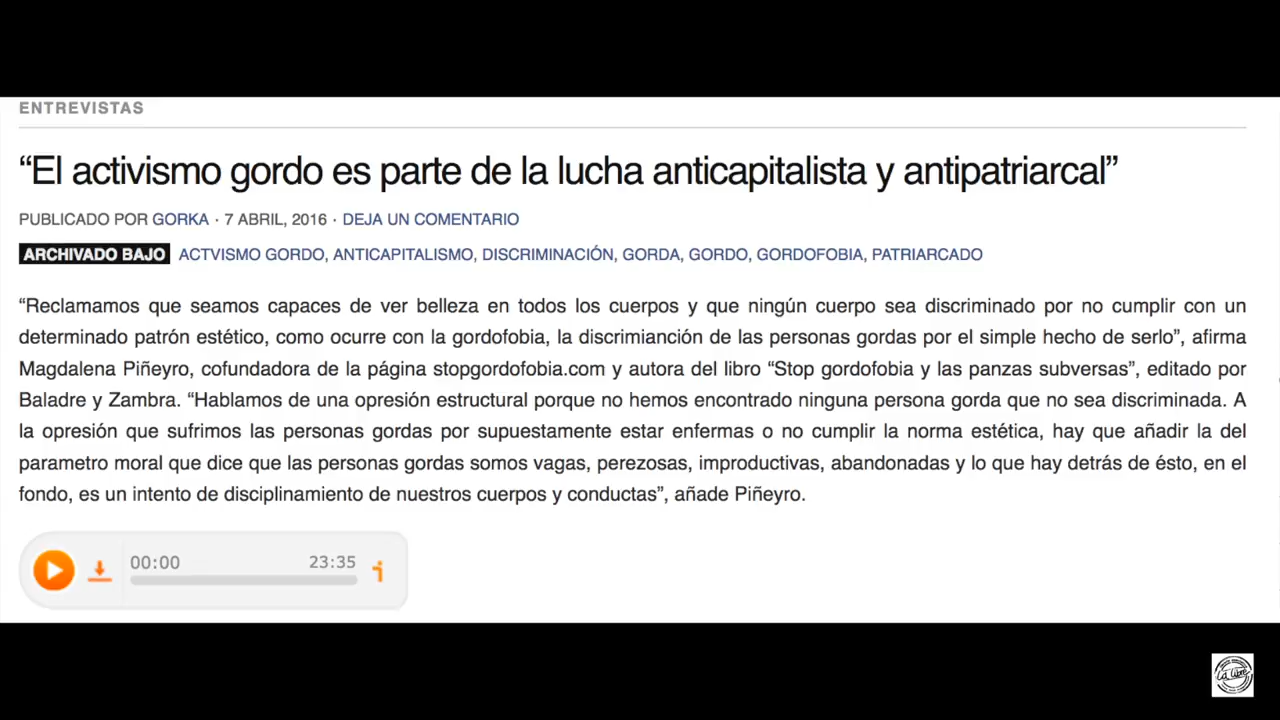 ENTREVISTAS
“El activismo gordo es parte de la lucha anticapitalista y antipatriarcal”
PUBLICADO POR GORKA · 7 ABRIL, 2016 · DEJA UN COMENTARIO
ARCHIVADO BAJO ACTVISMO GORDO, ANTICAPITALISMO, DISCRIMINACIÓN, GORDA, GORDO, GORDOFOBIA, PATRIARCADO
“Reclamamos que seamos capaces de ver belleza en todos los cuerpos y que ningún cuerpo sea discriminado por no cumplir con un
determinado patrón estético, como ocurre con la gordofobia, la discrimianción de las personas gordas por el simple hecho de serlo”, afirma
Magdalena Piñeyro, cofundadora de la página stopgordofobia.com y autora del libro “Stop gordofobia y las panzas subversas”, editado por
Baladre y Zambra. “Hablamos de una opresión estructural porque no hemos encontrado ninguna persona gorda que no sea discriminada. A
la opresión que sufrimos las personas gordas por supuestamente estar enfermas o no cumplir la norma estética, hay que añadir la del
parametro moral que dice que las personas gordas somos vagas, perezosas, improductivas, abandonadas y lo que hay detrás de ésto, en el
fondo, es un intento de disciplinamiento de nuestros cuerpos y conductas”, añade Piñeyro.
00:00 23:35
La libre